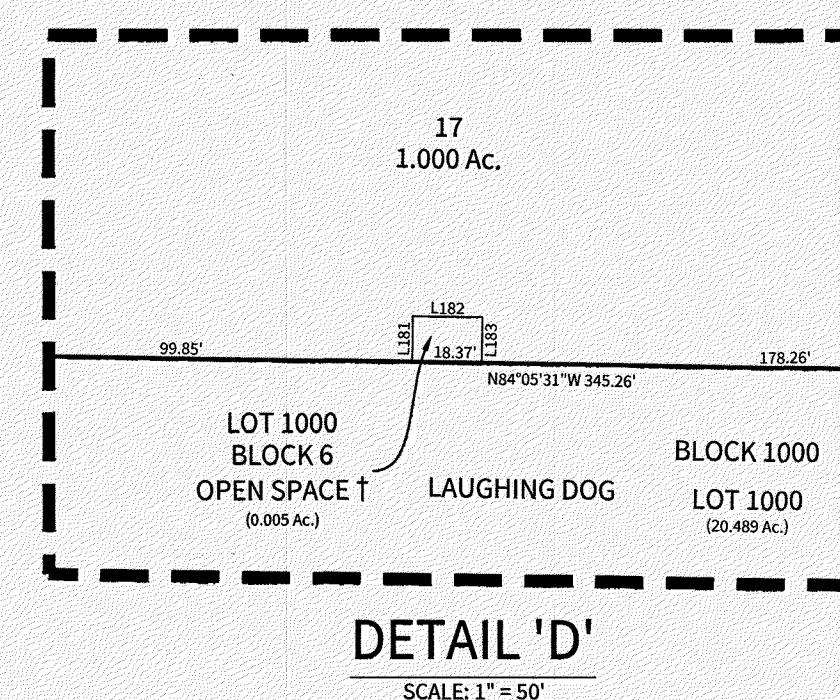 17
1.000 Ac.
L182
L181
L183
99.85'
18.37'
178.26'
N84°05'31"W 345.26'
LOT 1000
BLOCK 6
OPEN SPACE †
(0.005 Ac.)
LAUGHING DOG
BLOCK 1000
LOT 1000
(20.489 Ac.)
DETAIL 'D'
SCALE: 1" = 50'